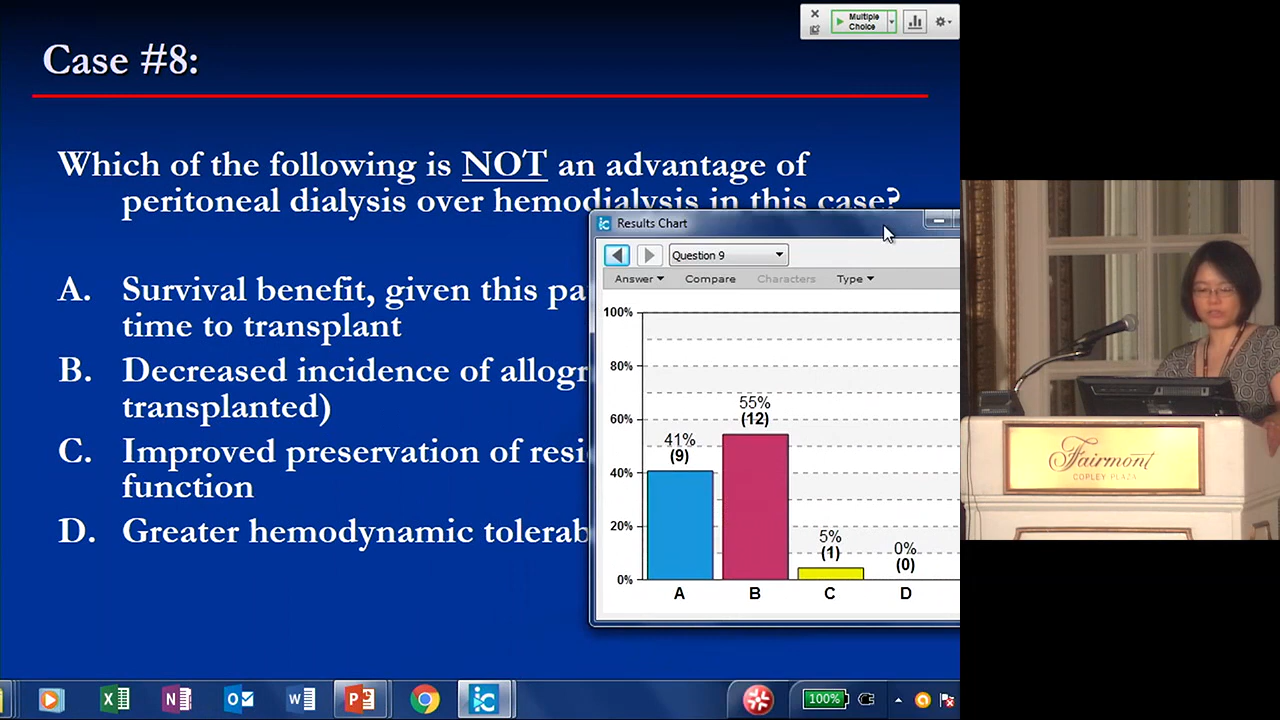 Multiple
Choice
Case #8:
Which of the following is NOT an advantage of
peritoneal dialysis over hemodialysis in this case?
A. Survival benefit, given this pa
time to transplant
B. Decreased incidence of allogr
transplanted)
C. Improved preservation of resi
function
D. Greater hemodynamic tolerab
Results Chart
Question 9
Answer Compare Characters Type
100%
80%
60%
40%
20%
0%
41%
(9)
55%
(12)
5%
(1)
0%
(0)
A B C D
Fairmont
COPLEY PLAZA
100%